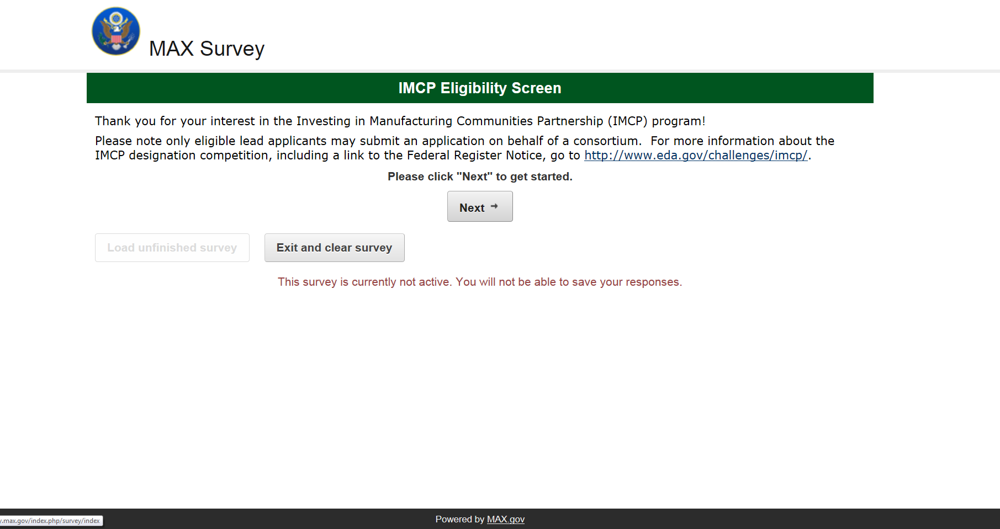 MAX Survey
IMCP Eligibility Screen
Thank you for your interest in the Investing in Manufacturing Communities Partnership (IMCP) program!
Please note only eligible lead applicants may submit an application on behalf of a consortium.  For more information about the
IMCP designation competition, including a link to the Federal Register Notice, go to http://www.eda.gov/challenges/imcp/.
Please click "Next" to get started.
Next
Load unfinished survey
Exit and clear survey
This survey is currently not active. You will not be able to save your responses.
Powered by MAX.gov
y.max.gov/index.php/survey/index